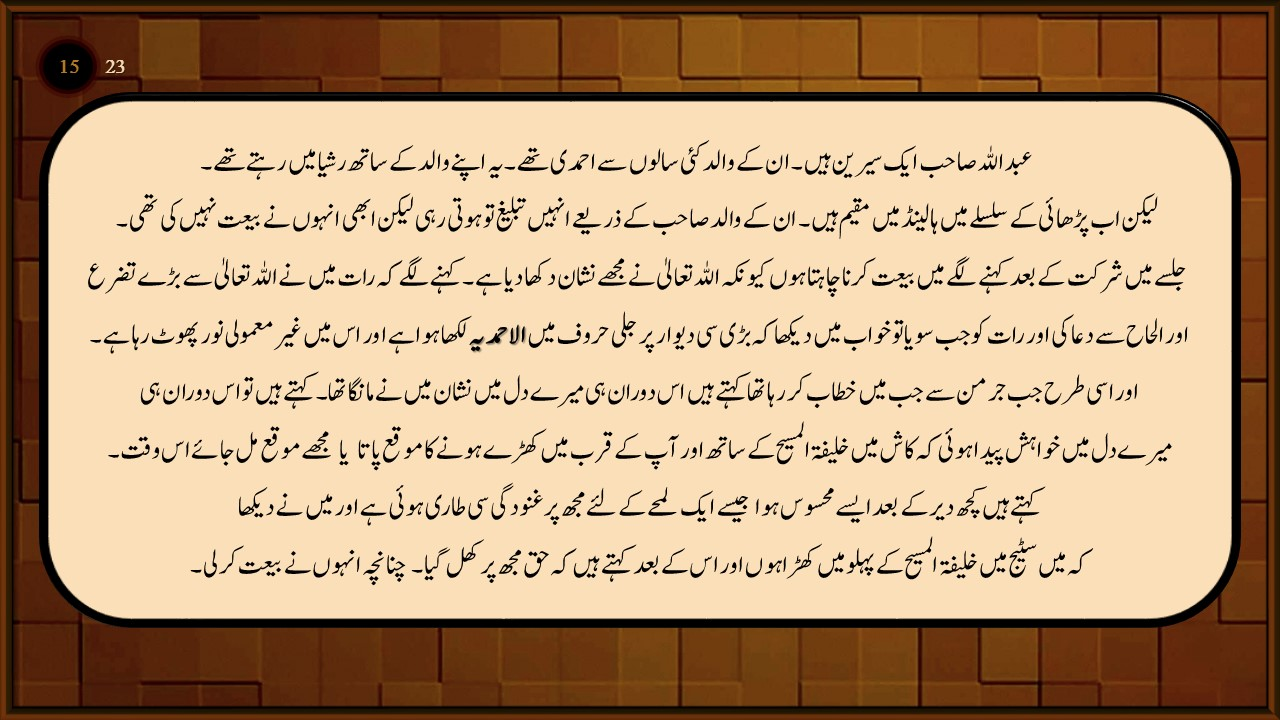 15 23
عبد اللہ صاحب ایک سیرین ہیں۔ ان کے والد کئی سالوں سے احمدی تھے۔ یہ اپنے والد کے ساتھ رشیا میں رہتے تھے۔
لیکن اب پڑھائی کے سلسلے میں ہالینڈ میں مقیم ہیں۔ ان کے والد صاحب کے ذریعے انہیں تبلیغ تو ہوتی رہی لیکن ابھی انہوں نے بیعت نہیں کی تھی۔
جلسے میں شرکت کے بعد کہنے لگے میں بیعت کرنا چاہتا ہوں کیونکہ اللہ تعالیٰ نے مجھے نشان دکھا دیا ہے۔ کہنے لگے کہ رات میں نے اللہ تعالیٰ سے بڑے تضرع
اور الحاح سے دعا کی اور رات کو جب سویا تو خواب میں دیکھا کہ بڑی سی دیوار پر جلی حروف میں الاحمدیہ لکھا ہوا ہے اور اس میں غیر معمولی نور پھوٹ رہا ہے۔
اور اسی طرح جب جرمن سے جب میں خطاب کر رہا تھا کہتے ہیں اس دوران ہی میرے دل میں نشان میں نے مانگا تھا۔ کہتے ہیں تو اس دوران ہی
میرے دل میں خواہش پیدا ہوئی کہ کاش میں خلیفۃ المسیح کے ساتھ اور آپ کے قرب میں کھڑے ہونے کا موقع پاتا یا مجھے موقع مل جائے اس وقت۔
کہتے ہیں کچھ دیر کے بعد ایسے محسوس ہوا جیسے ایک لمحے کے لئے مجھ پر غنودگی سی طاری ہوئی ہے اور میں نے دیکھا
کہ میں سٹیج میں خلیفۃ المسیح کے پہلو میں کھڑا ہوں اور اس کے بعد کہتے ہیں کہ حق مجھ پر کھل گیا۔ چنانچہ انہوں نے بیعت کر لی۔